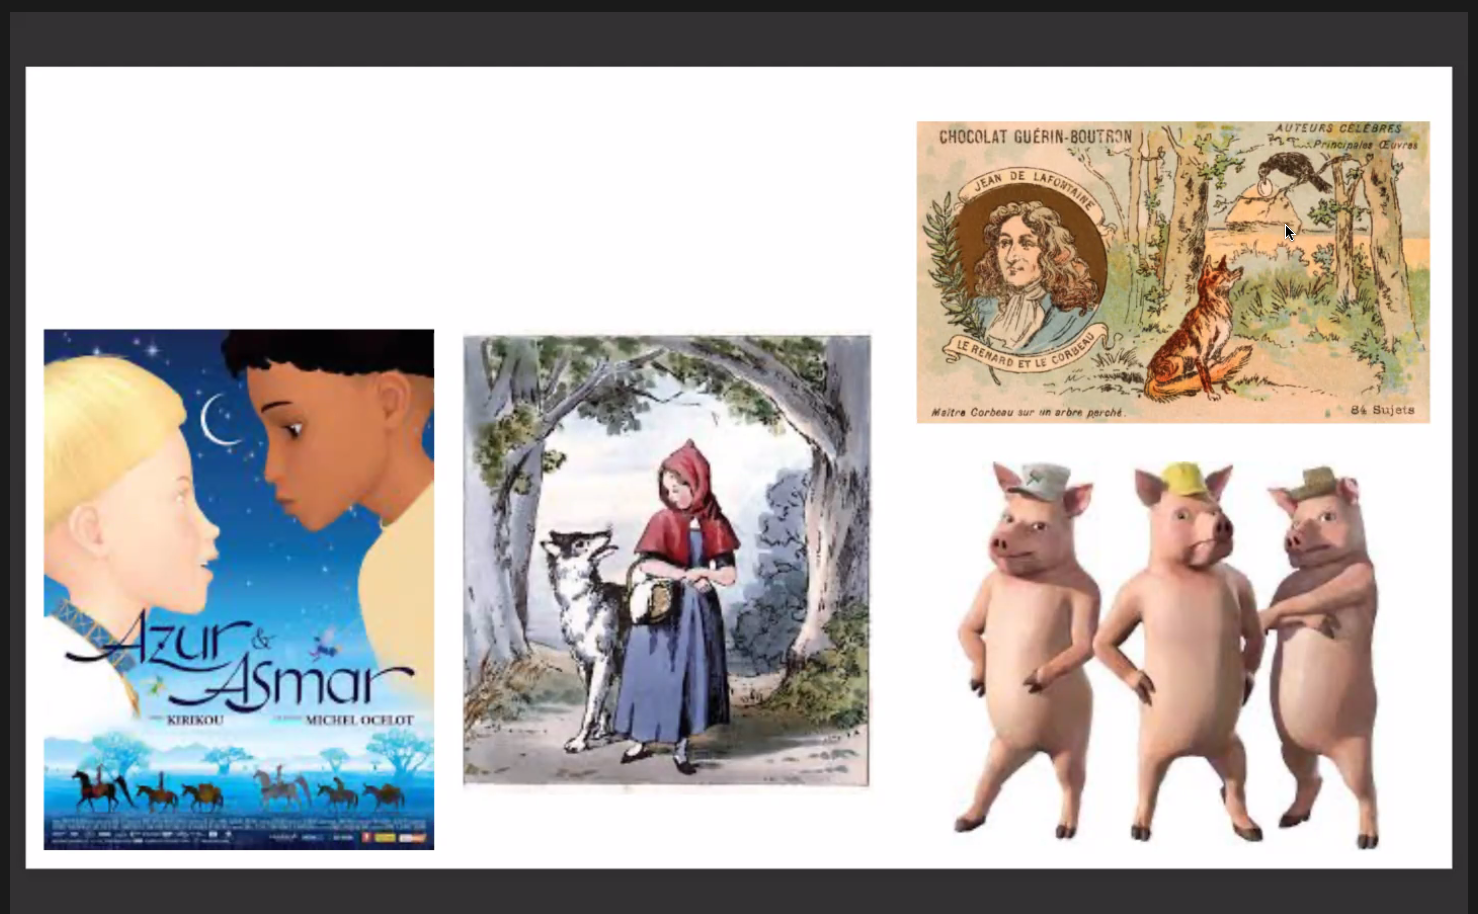 CHOCOLAT GUÉRIN-BOUTRON
AUTEURS CÉLÈBRES
Principales Œuvres
JEAN DE LAFONTAINE
LE RENARD ET LE CORBEAU
Maître Corbeau sur un arbre perché.
84 Sujets
Azur &
Asmar
KIRIKOU
MICHEL OCELOT